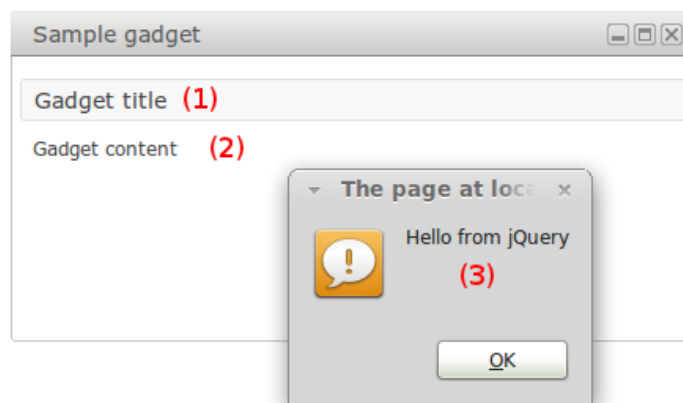 Sample gadget
Gadget title (1)
Gadget content (2)
The page at loca
Hello from jQuery
(3)
OK